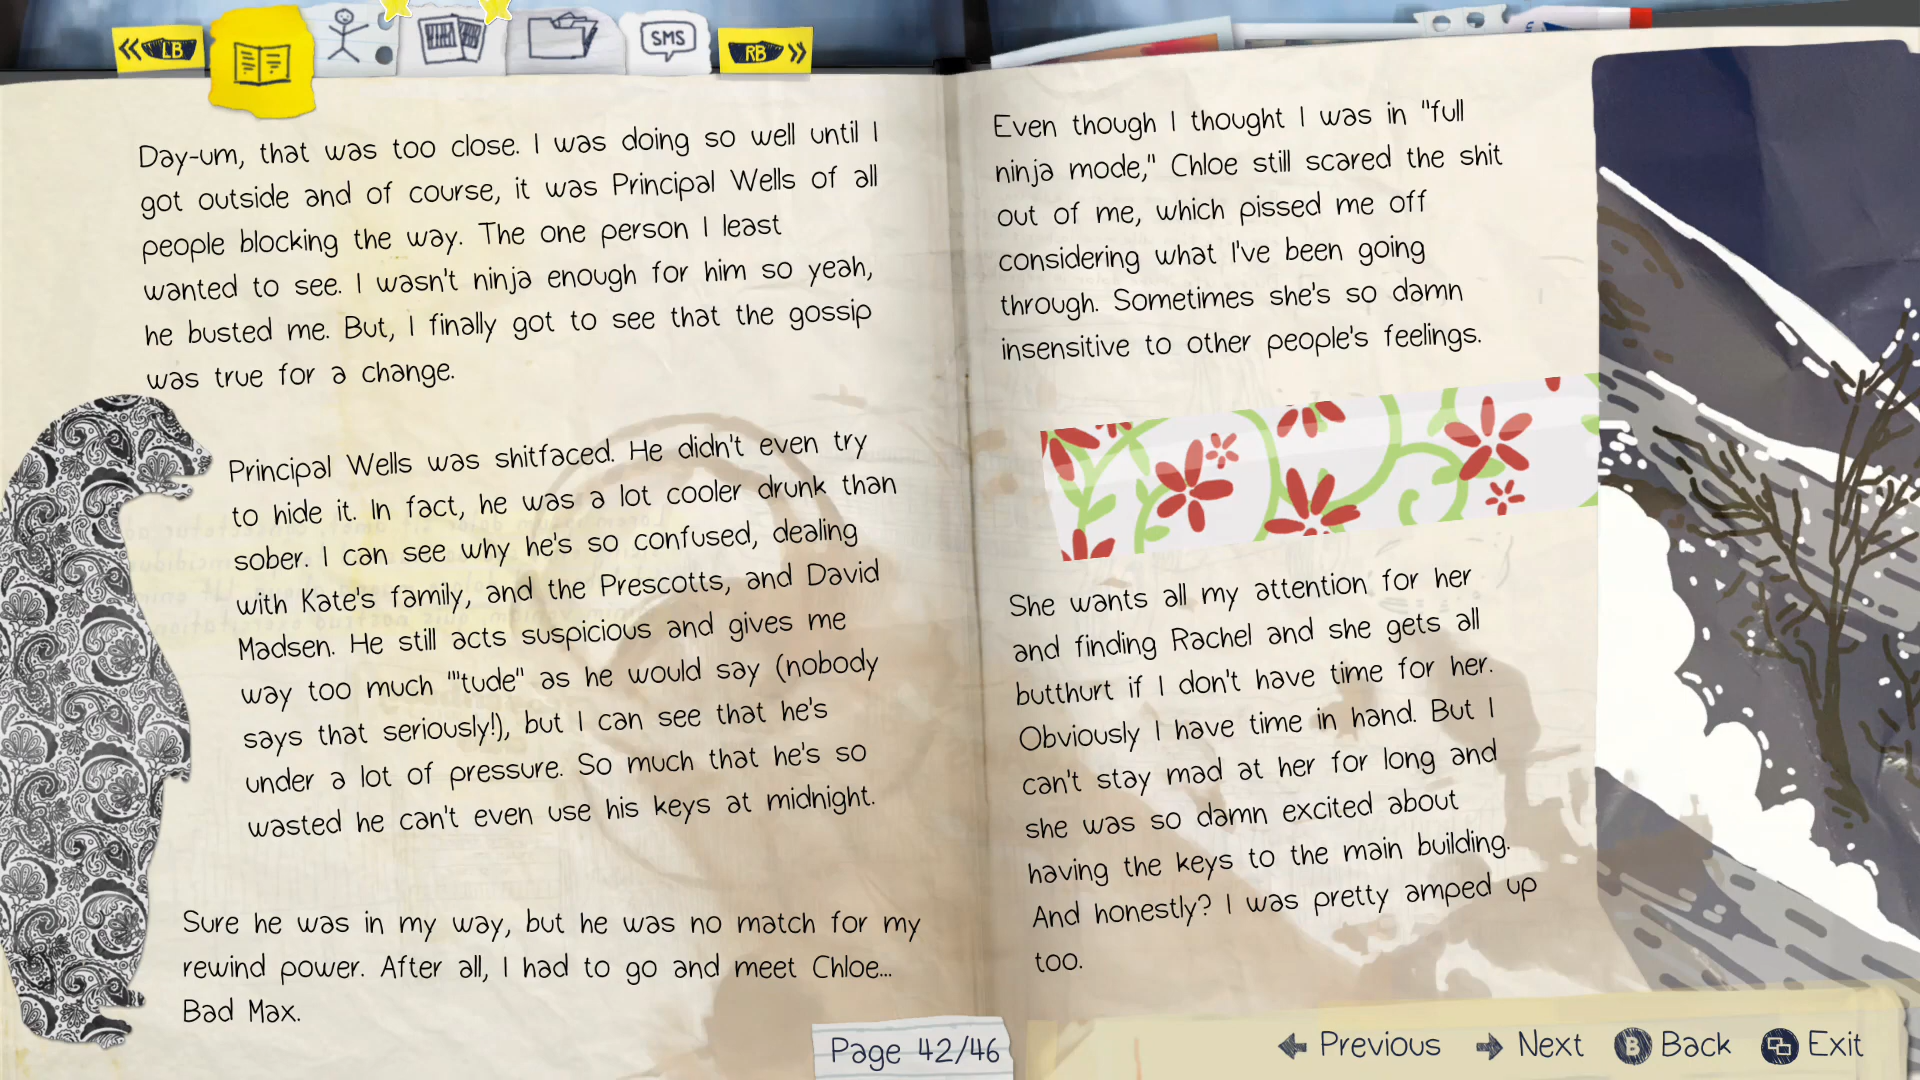 LB
SMS
RB
Day-um, that was too close. I was doing so well until I
got outside and of course, it was Principal Wells of all
people blocking the way. The one person I least
wanted to see. I wasn't ninja enough for him so yeah,
he busted me. But, I finally got to see that the gossip
was true for a change.
Principal Wells was shitfaced. He didn't even try
to hide it. In fact, he was a lot cooler drunk than
sober. I can see why he's so confused, dealing
with Kate's family, and the Prescotts, and David
Madsen. He still acts suspicious and gives me
way too much "'tude" as he would say (nobody
says that seriously!), but I can see that he's
under a lot of pressure. So much that he's so
wasted he can't even use his keys at midnight.
Sure he was in my way, but he was no match for my
rewind power. After all, I had to go and meet Chloe...
Bad Max.
Even though I thought I was in "full
ninja mode," Chloe still scared the shit
out of me, which pissed me off
considering what I've been going
through. Sometimes she's so damn
insensitive to other people's feelings.
She wants all my attention for her
and finding Rachel and she gets all
butthurt if I don't have time for her.
Obviously I have time in hand. But I
can't stay mad at her for long and
she was so damn excited about
having the keys to the main building.
And honestly? I was pretty amped up
too.
Page 42/46
Previous
Next
B Back
Exit